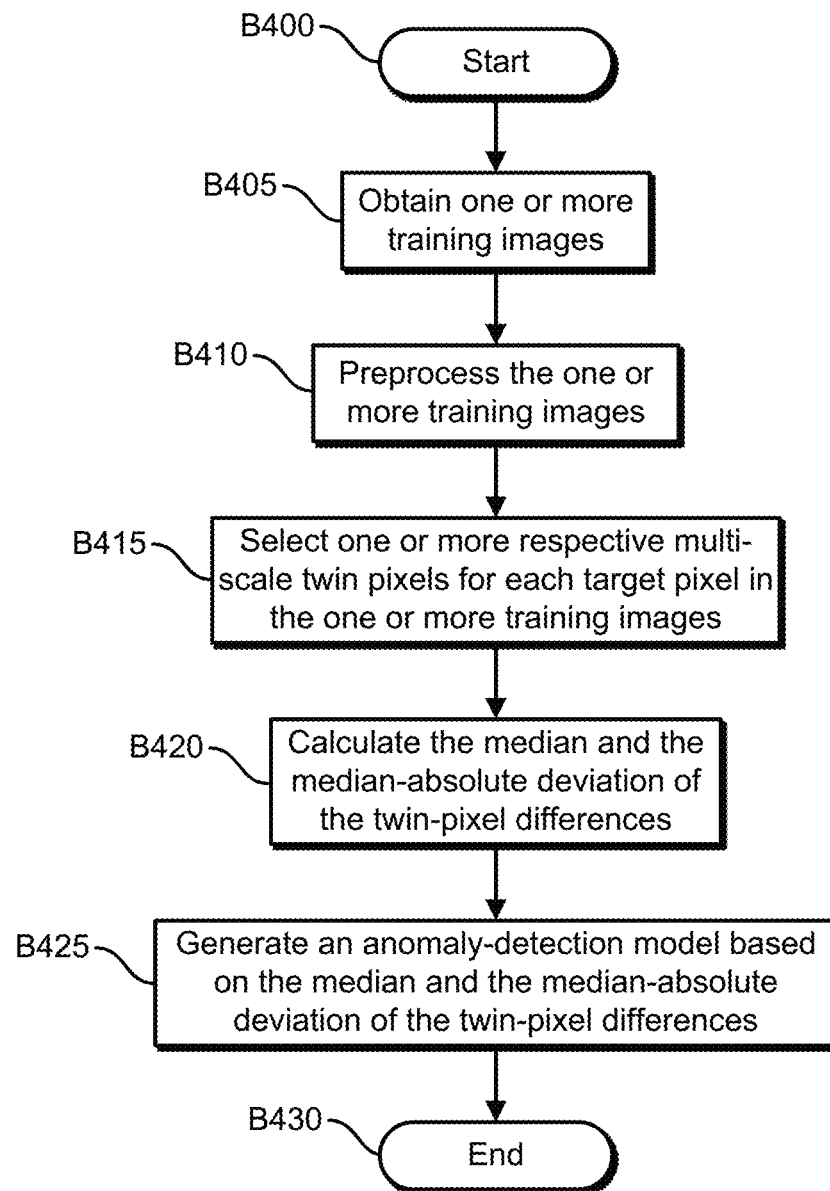 B400
Start
B405
Obtain one or more
training images
B410
Preprocess the one or
more training images
B415
Select one or more respective multi-
scale twin pixels for each target pixel in
the one or more training images
B420
Calculate the median and the
median-absolute deviation of
the twin-pixel differences
B425
Generate an anomaly-detection model based
on the median and the median-absolute
deviation of the twin-pixel differences
B430
End